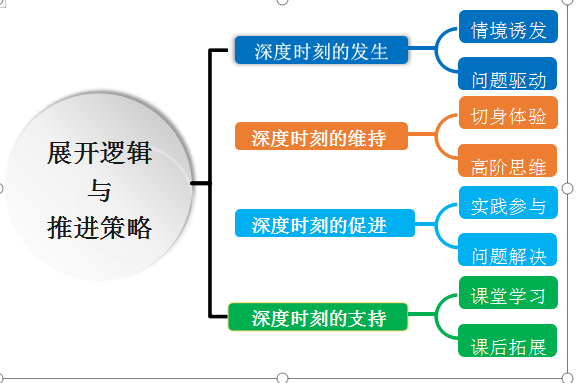 展开逻辑
与
推进策略
深度时刻的发生
情境诱发
问题驱动
深度时刻的维持
切身体验
高阶思维
深度时刻的促进
实践参与
问题解决
深度时刻的支持
课堂学习
课后拓展